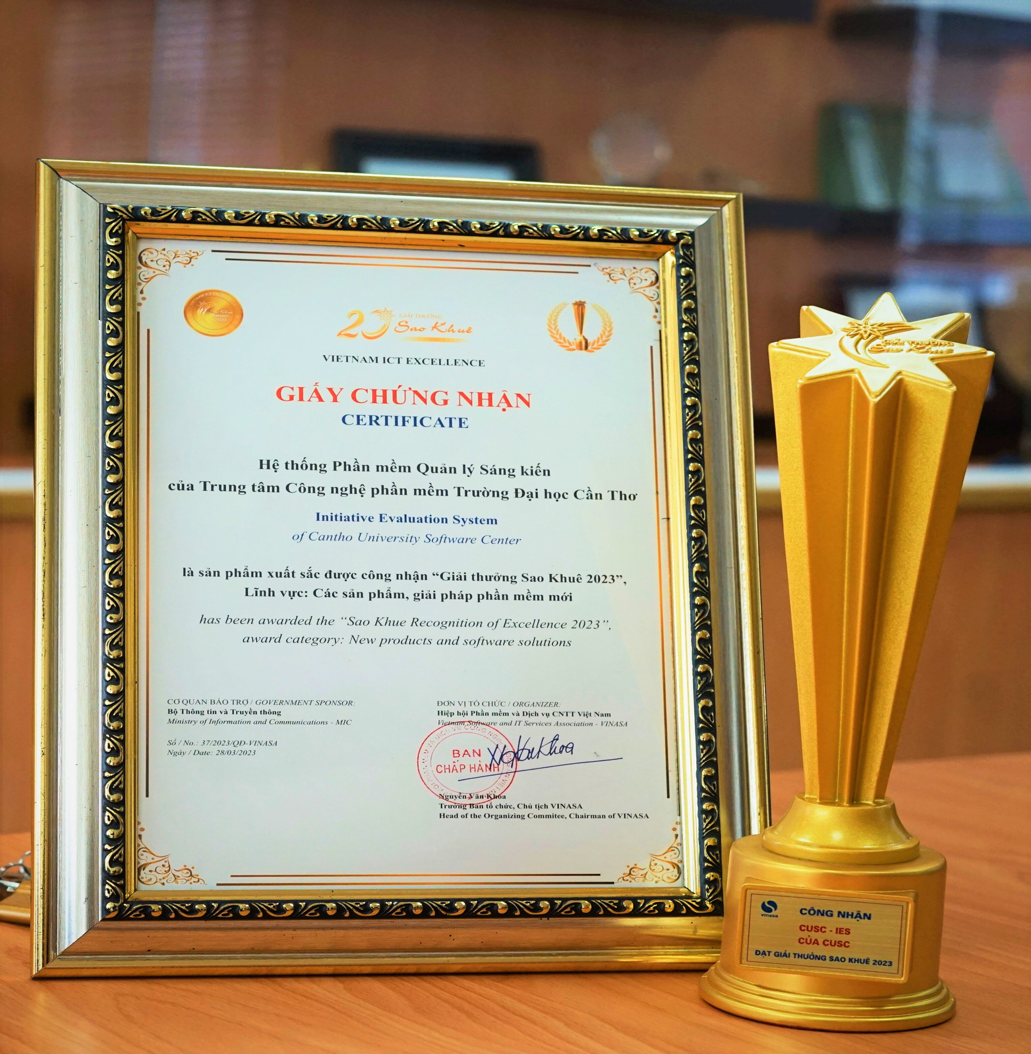 20
GIẢI THƯỞNG
Sao Khuê
VIETNAM ICT EXCELLENCE
GIẤY CHỨNG NHẬN
CERTIFICATE
Hệ thống Phần mềm Quản lý Sáng kiến
của Trung tâm Công nghệ phần mềm Trường Đại học Cần Thơ
Initiative Evaluation System
of Cantho University Software Center
là sản phẩm xuất sắc được công nhận “Giải thưởng Sao Khuê 2023”,
Lĩnh vực: Các sản phẩm, giải pháp phần mềm mới
has been awarded the “Sao Khue Recognition of Excellence 2023”,
award category: New products and software solutions
CƠ QUAN BẢO TRỢ / GOVERNMENT SPONSOR:
Bộ Thông tin và Truyền thông
Ministry of Information and Communications - MIC
Số / No.: 37/2023/QĐ-VINASA
Ngày / Date: 28/03/2023
ĐƠN VỊ TỔ CHỨC / ORGANIZER:
Hiệp hội Phần mềm và Dịch vụ CNTT Việt Nam
Vietnam Software and IT Services Association - VINASA
BAN
CHẤP HÀNH
Nguyễn Văn Khoa
Trưởng Ban tổ chức, Chủ tịch VINASA
Head of the Organizing Commitee, Chairman of VINASA
GIẢI THƯỞNG
SAO KHUÊ
VINASA
CÔNG NHẬN
CUSC - IES
CỦA CUSC
ĐẠT GIẢI THƯỞNG SAO KHUÊ 2023